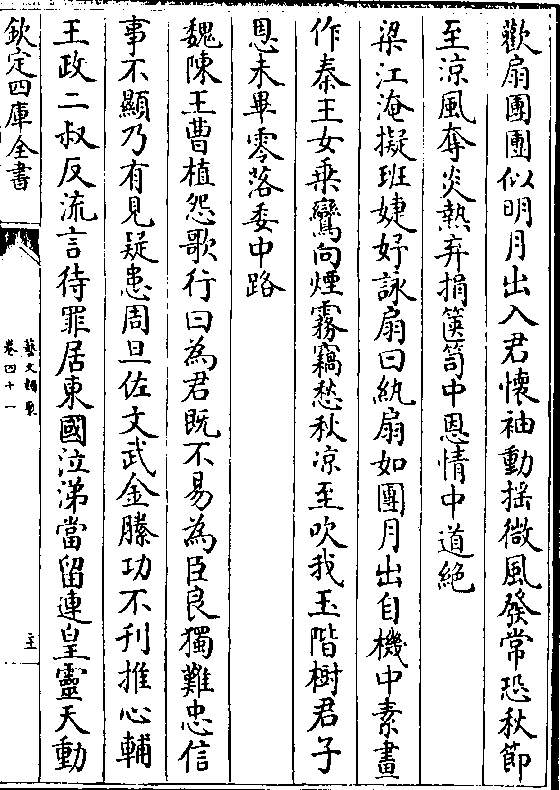 歡扇團團似明月出入君懷袖動揺微風發常恐秋節
至涼風奪炎熱弃捐篋笥中恩情中道絶
梁江淹擬班婕妤詠扇曰紈扇如團月出自機中素畫
作秦王女乗鸞向煙霧竊愁秋凉至吹我玉階樹君子
恩未畢零落委中路
魏陳王曹植怨歌行曰為君既不易為臣良獨難忠信
事不顯乃有見疑患周旦佐文武金縢功不刋推心輔
王政二叔反流言待罪居東國泣涕當留連皇靈天動
欽定四庫全書
藝文類聚
卷四十一